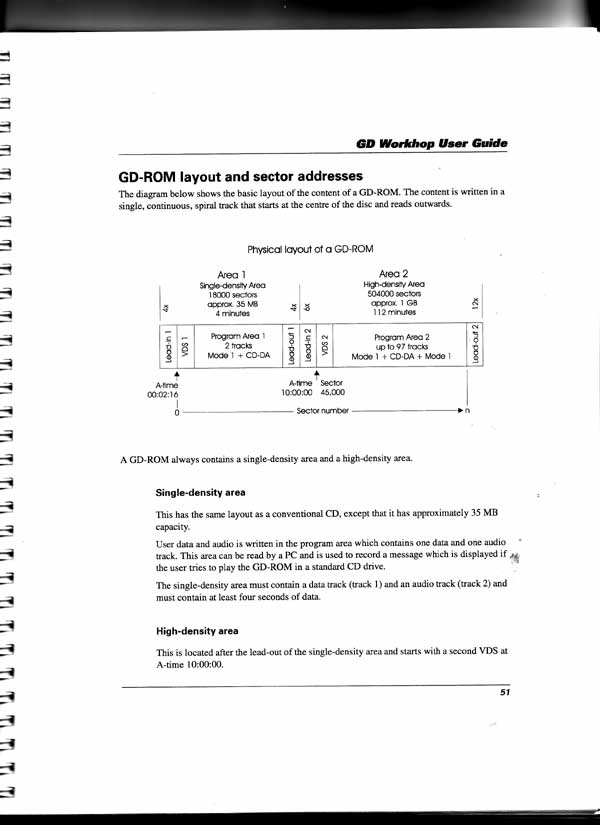 GD Workhop User Guide
GD-ROM layout and sector addresses
The diagram below shows the basic layout of the content of a GD-ROM. The content is written in a
single, continuous, spiral track that starts at the centre of the disc and reads outwards.
Physical layout of a GD-ROM
Area 1
Single-density Area
18000 sectors
approx. 35 MB
4 minutes
Area 2
High-density Area
504000 sectors
approx. 1 GB
112 minutes
4x
4x
6x
12x
Lead-in 1
VDS 1
Program Area 1
2 tracks
Mode 1 + CD-DA
Lead-out 1
Lead-in 2
VDS 2
Program Area 2
up to 97 tracks
Mode 1 + CD-DA + Mode 1
Lead-out 2
A-time
00:02:16
A-time
10:00:00
Sector
45,000
0
Sector number
n
A GD-ROM always contains a single-density area and a high-density area.
Single-density area
This has the same layout as a conventional CD, except that it has approximately 35 MB
capacity.
User data and audio is written in the program area which contains one data and one audio
track. This area can be read by a PC and is used to record a message which is displayed if
the user tries to play the GD-ROM in a standard CD drive.
The single-density area must contain a data track (track 1) and an audio track (track 2) and
must contain at least four seconds of data.
High-density area
This is located after the lead-out of the single-density area and starts with a second VDS at
A-time 10:00:00.
51